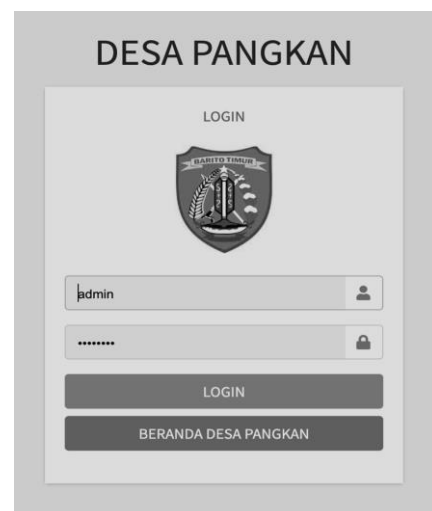 DESA PANGKAN
LOGIN
BARITO TIMUR
admin
••••••••
LOGIN
BERANDA DESA PANGKAN